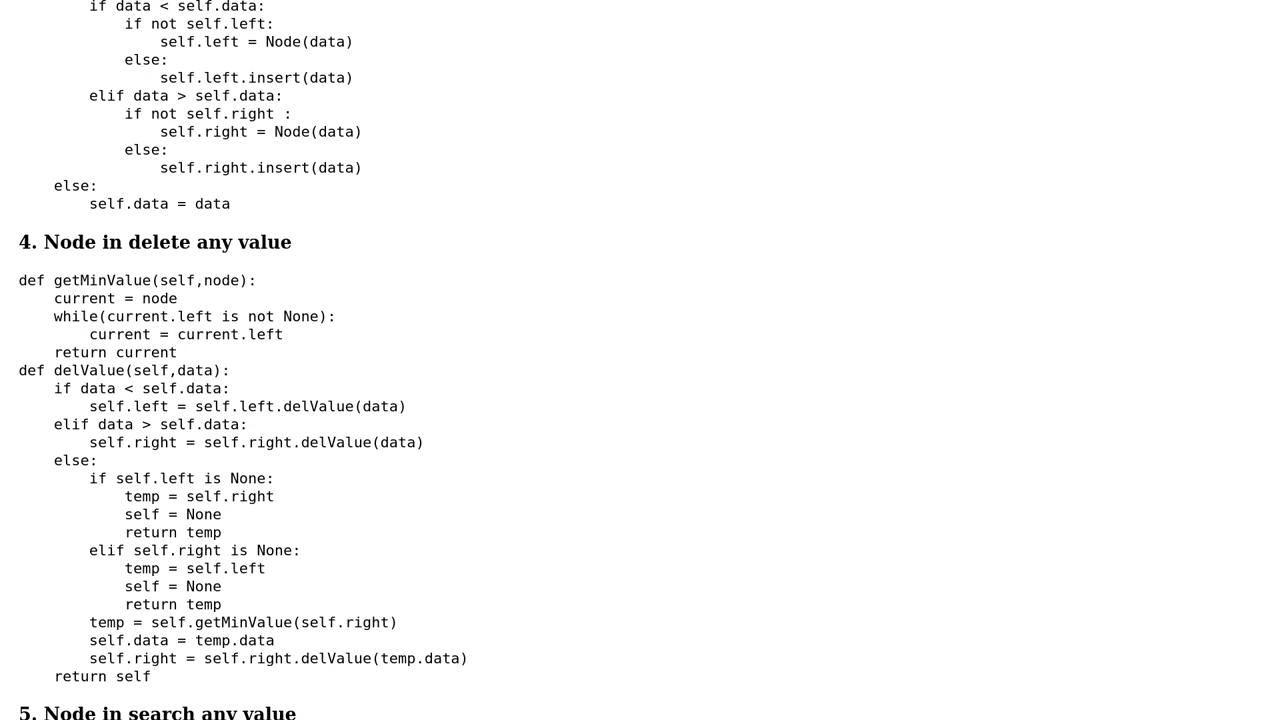 if data < self.data:
            if not self.left:
                self.left = Node(data)
            else:
                self.left.insert(data)
        elif data > self.data:
            if not self.right :
                self.right = Node(data)
            else:
                self.right.insert(data)
    else:
        self.data = data
4. Node in delete any value
def getMinValue(self,node):
    current = node
    while(current.left is not None):
        current = current.left
    return current
def delValue(self,data):
    if data < self.data:
        self.left = self.left.delValue(data)
    elif data > self.data:
        self.right = self.right.delValue(data)
    else:
        if self.left is None:
            temp = self.right
            self = None
            return temp
        elif self.right is None:
            temp = self.left
            self = None
            return temp
        temp = self.getMinValue(self.right)
        self.data = temp.data
        self.right = self.right.delValue(temp.data)
    return self
5. Node in search any value